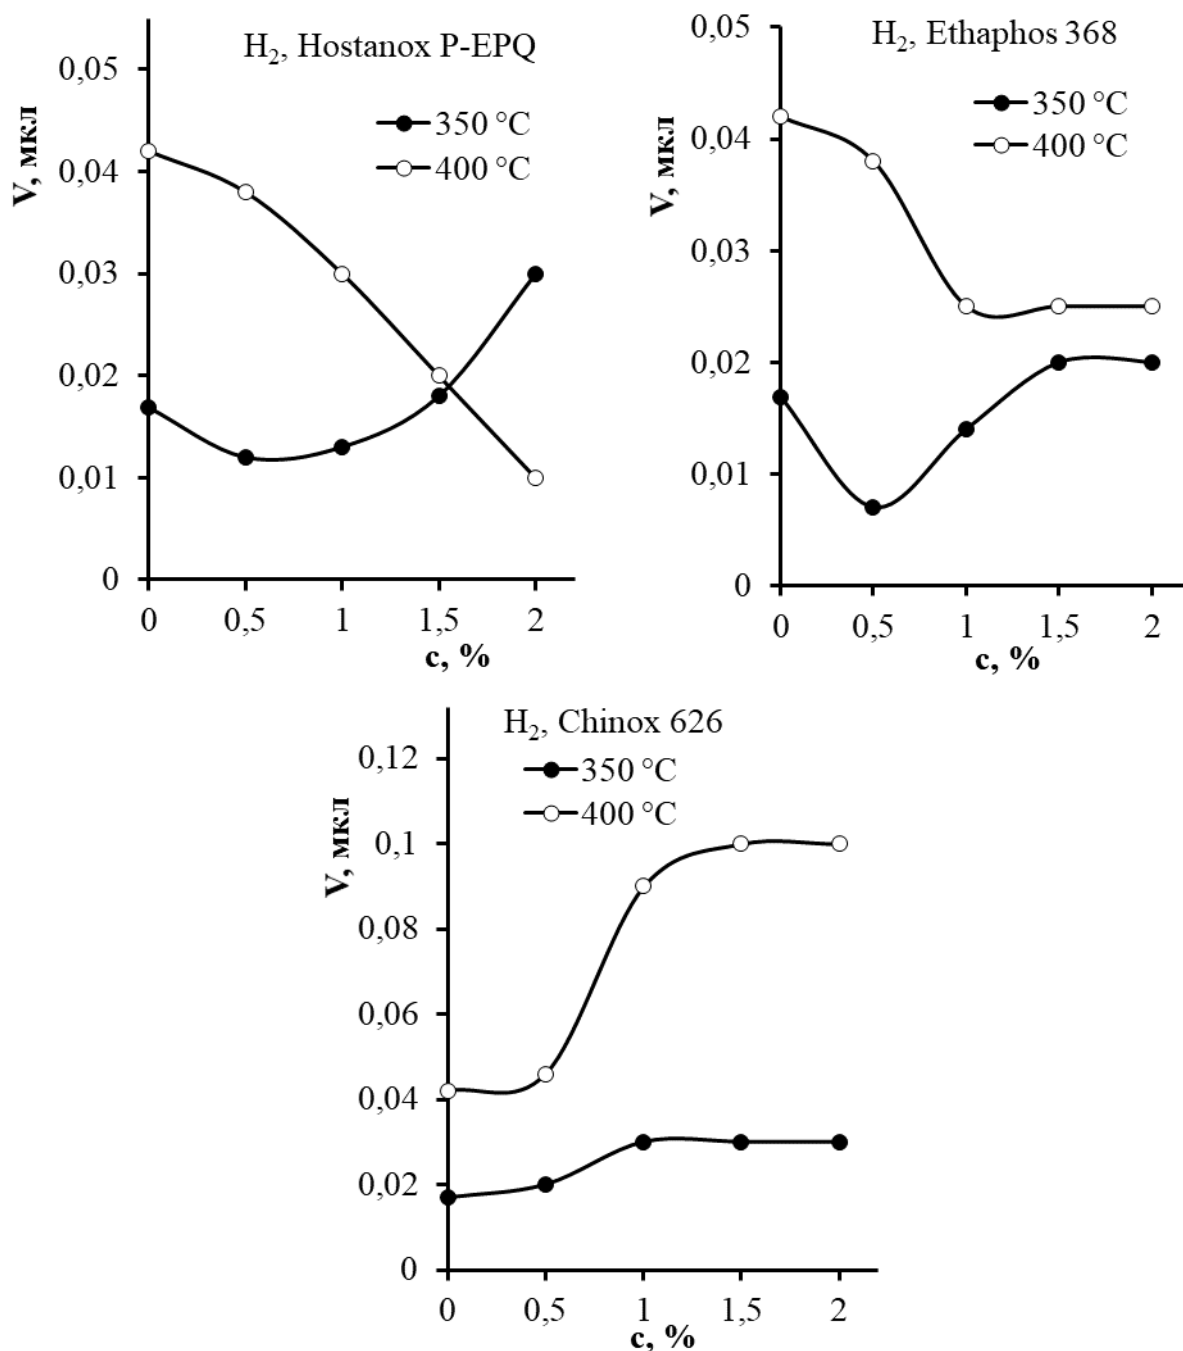 H₂, Hostanox P-EPQ
350 °C
400 °C
V, мкл
0,05
0,04
0,03
0,02
0,01
0
0
0,5
1
1,5
2
c, %
H₂, Ethaphos 368
350 °C
400 °C
V, мкл
0,05
0,04
0,03
0,02
0,01
0
0
0,5
1
1,5
2
c, %
H₂, Chinox 626
350 °C
400 °C
V, мкл
0,12
0,1
0,08
0,06
0,04
0,02
0
0
0,5
1
1,5
2
c, %